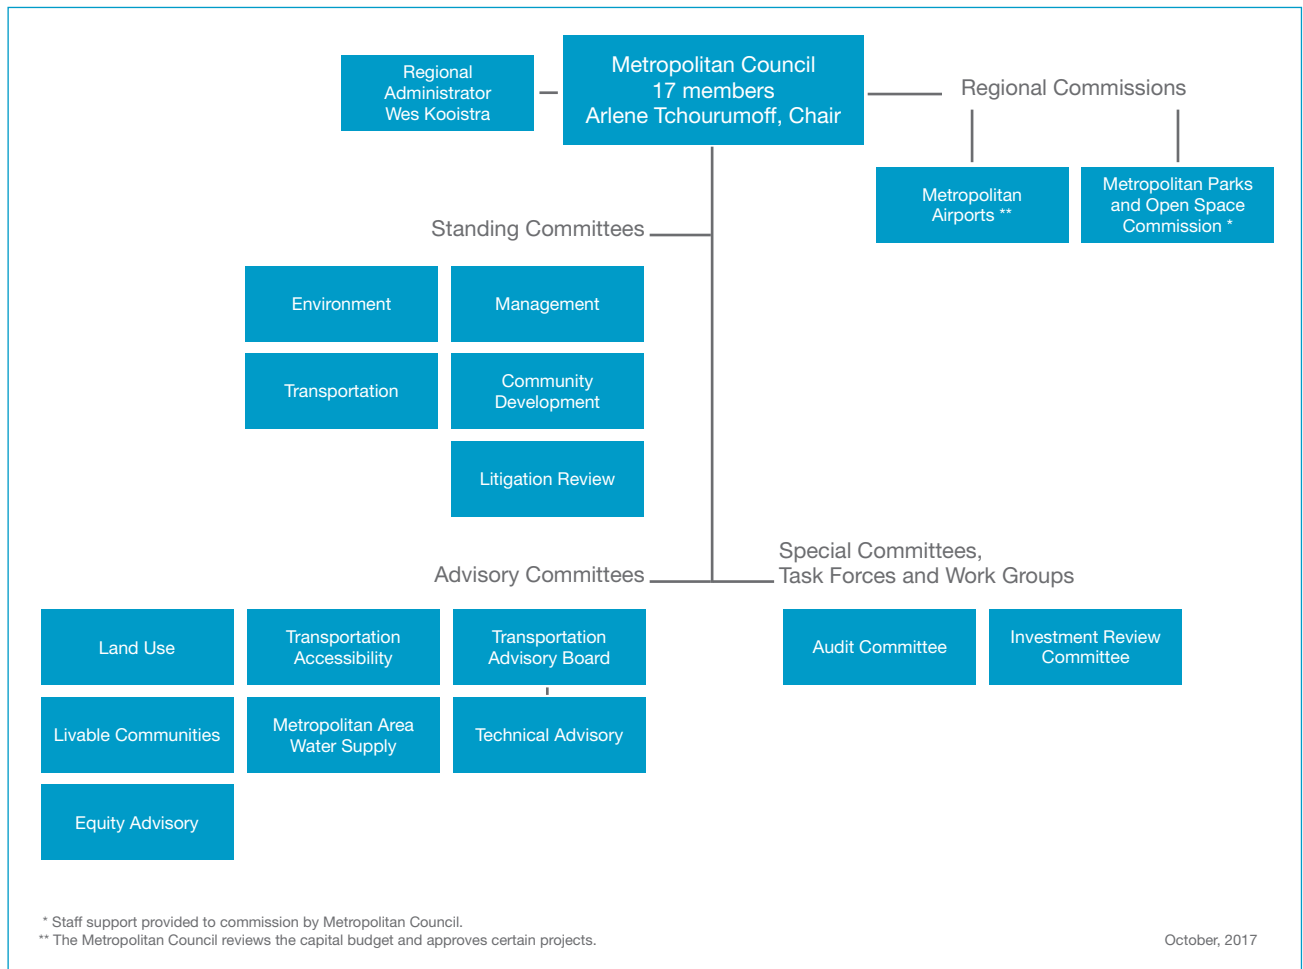 Regional
Administrator
Wes Kooistra
Metropolitan Council
17 members
Arlene Tchourumoff, Chair
Regional Commissions
Metropolitan
Airports **
Metropolitan Parks
and Open Space
Commission *
Standing Committees
Environment
Management
Transportation
Community
Development
Litigation Review
Advisory Committees
Special Committees,
Task Forces and Work Groups
Land Use
Transportation
Accessibility
Transportation
Advisory Board
Audit Committee
Investment Review
Committee
Livable Communities
Metropolitan Area
Water Supply
Technical Advisory
Equity Advisory
* Staff support provided to commission by Metropolitan Council.
** The Metropolitan Council reviews the capital budget and approves certain projects.
October, 2017